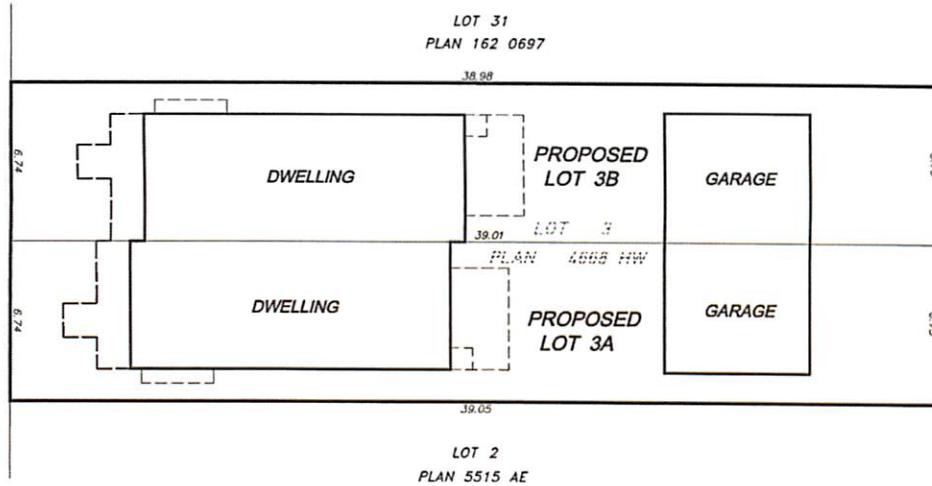 LOT 31
PLAN 162 0697
38.98
6.74
DWELLING
PROPOSED
LOT 3B
GARAGE
LOT 3
39.01
PLAN 4668 HW
6.74
DWELLING
PROPOSED
LOT 3A
GARAGE
39.05
LOT 2
PLAN 5515 AE